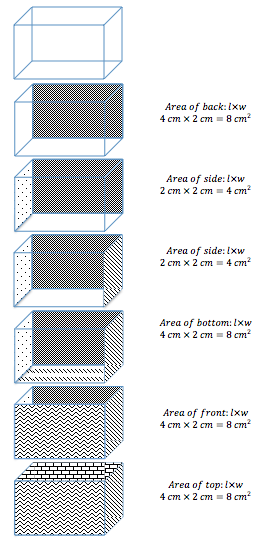 Area of back: l×w
4 cm × 2 cm = 8 cm²
Area of side: l×w
2 cm × 2 cm = 4 cm²
Area of side: l×w
2 cm × 2 cm = 4 cm²
Area of bottom: l×w
4 cm × 2 cm = 8 cm²
Area of front: l×w
4 cm × 2 cm = 8 cm²
Area of top: l×w
4 cm × 2 cm = 8 cm²